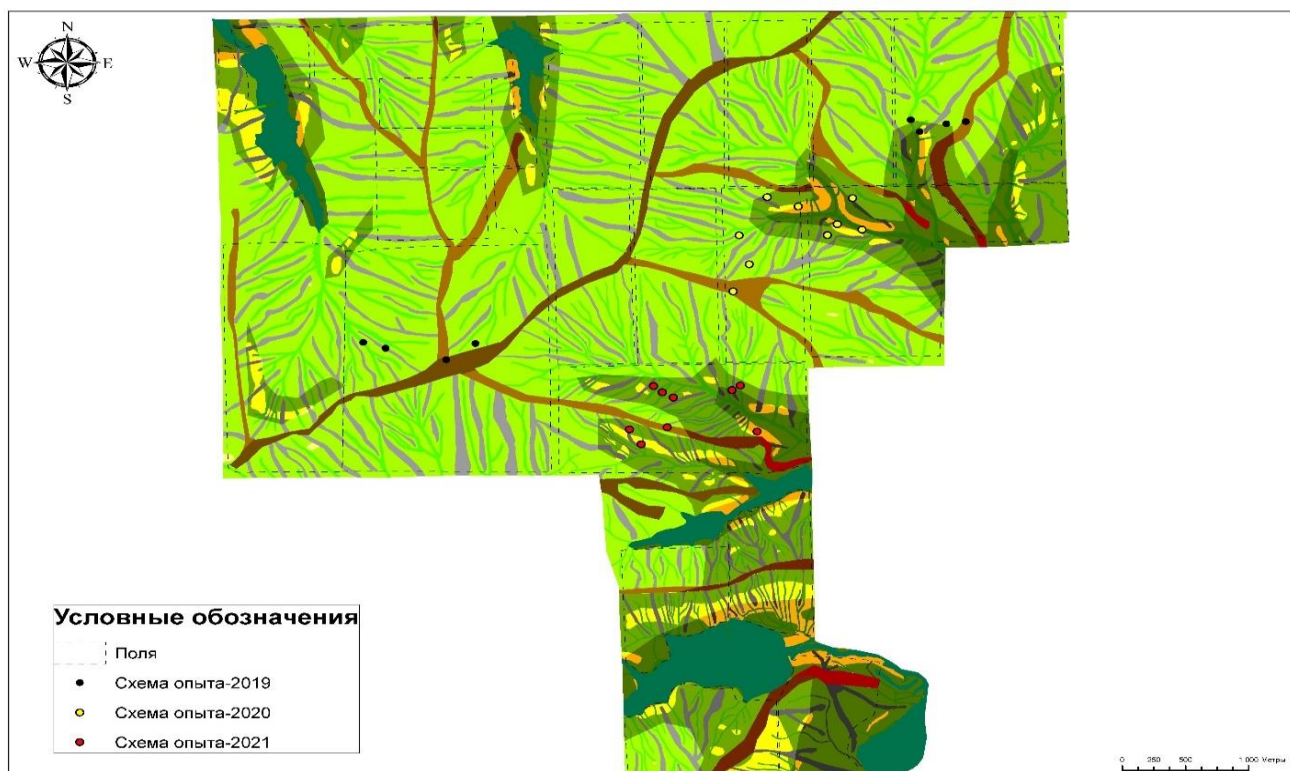 N
W E
S
Условные обозначения
Поля
Схема опыта-2019
Схема опыта-2020
Схема опыта-2021
0 250 500 1 000 Метры